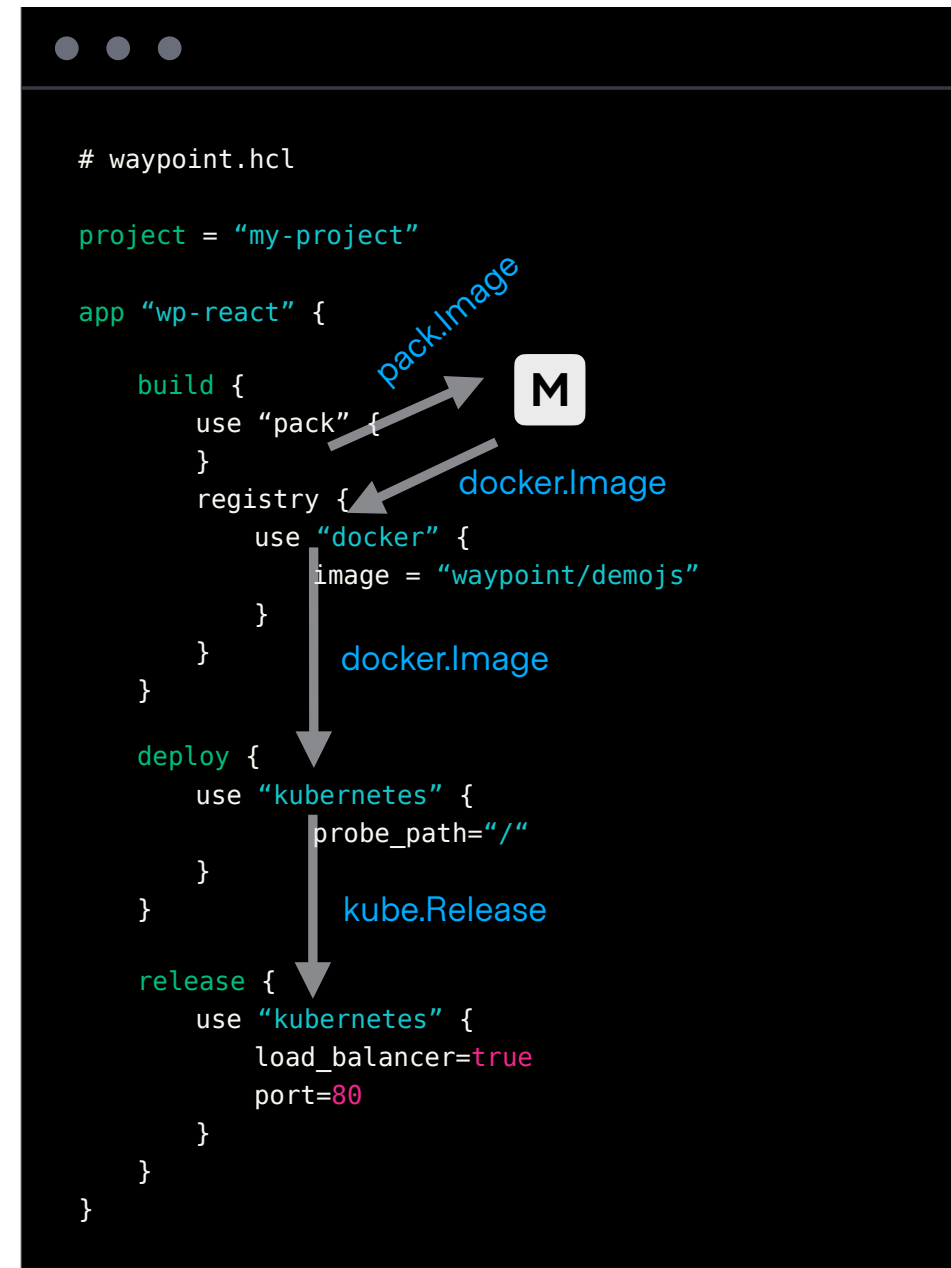 # waypoint.hcl
project = “my-project”
app “wp-react” {
pack.Image
build {
M
use “pack” {
}
docker.Image
registry {
use “docker” {
image = “waypoint/demojs”
}
}
docker.Image
}
deploy {
use “kubernetes” {
probe_path=“/“
}
}
kube.Release
release {
use “kubernetes” {
load_balancer=true
port=80
}
}
}